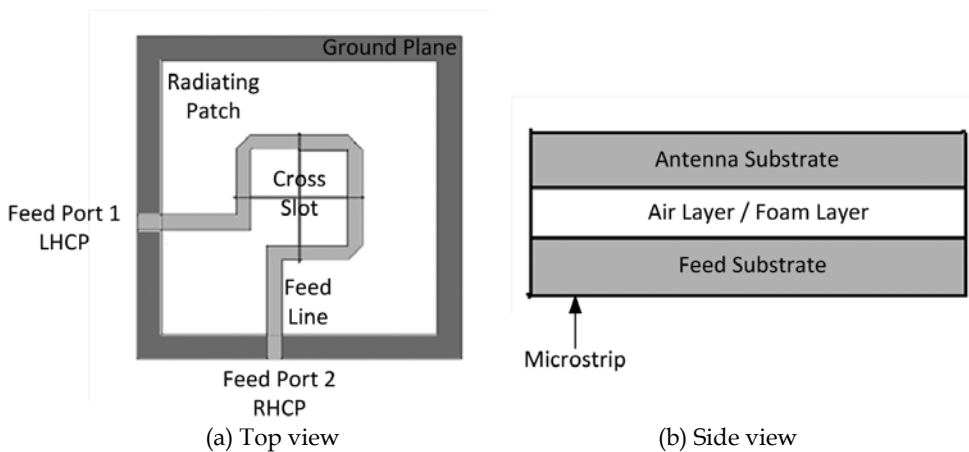 Ground Plane
Radiating
Patch
Cross
Slot
Feed Port 1
LHCP
Feed
Line
Feed Port 2
RHCP
(a) Top view
Antenna Substrate
Air Layer / Foam Layer
Feed Substrate
Microstrip
(b) Side view